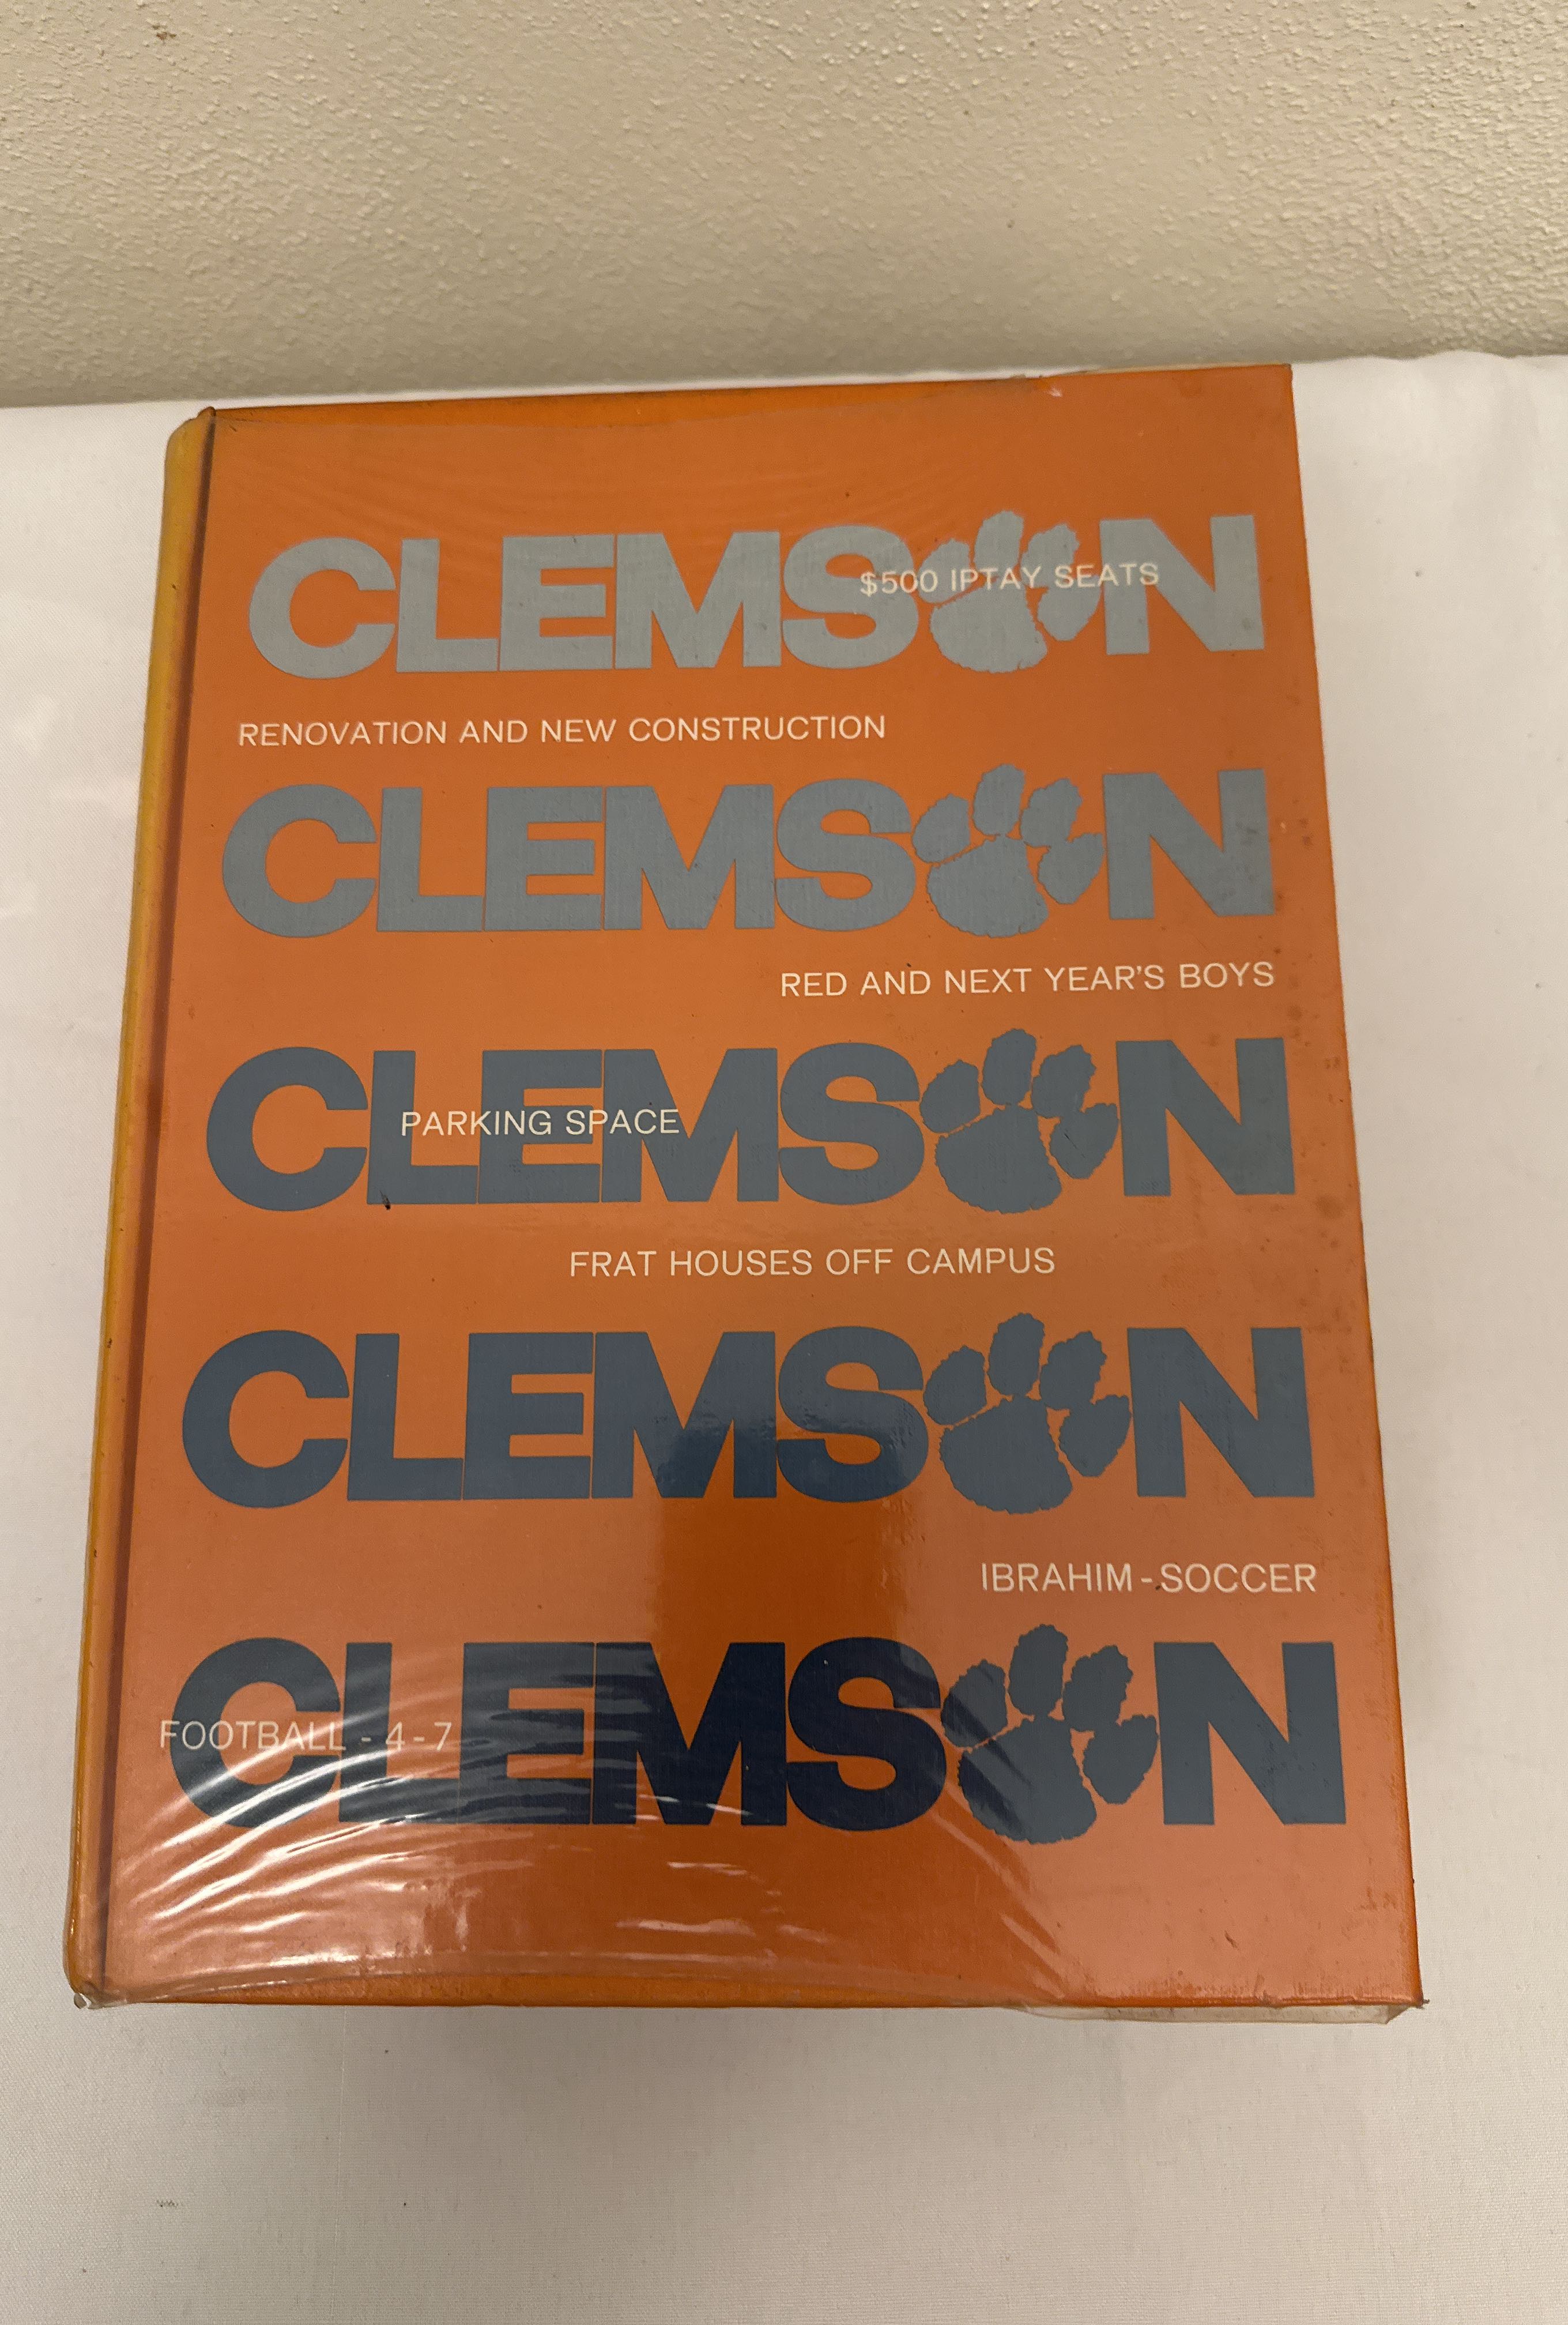 CLEMSON
$500 IPTAY SEATS
RENOVATION AND NEW CONSTRUCTION
CLEMSON
RED AND NEXT YEAR'S BOYS
CLEMSON
PARKING SPACE
FRAT HOUSES OFF CAMPUS
CLEMSON
IBRAHIM-SOCCER
CLEMSON
FOOTBALL - 4-7